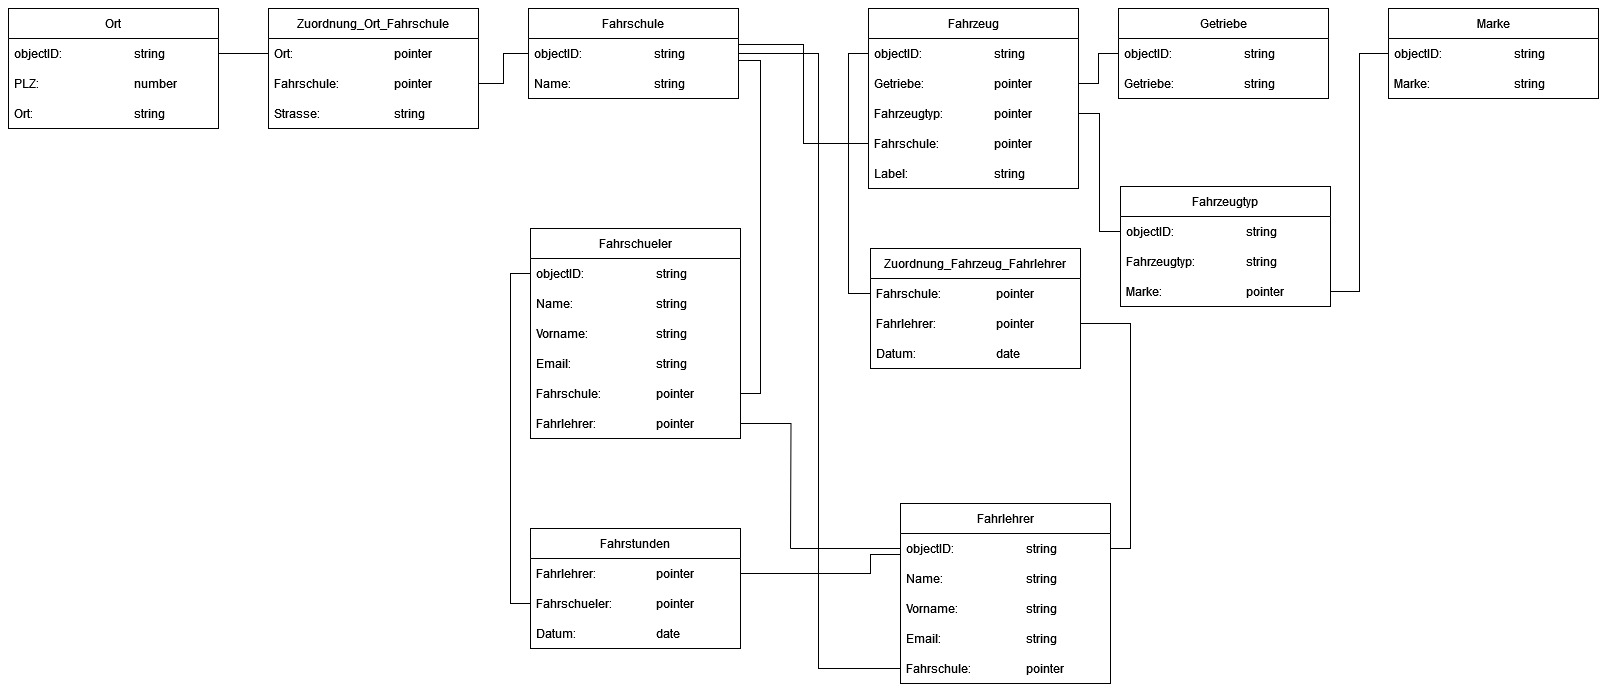 Ort
objectID: string
PLZ: number
Ort: string
Zuordnung_Ort_Fahrschule
Ort: pointer
Fahrschule: pointer
Strasse: string
Fahrschule
objectID: string
Name: string
Fahrzeug
objectID: string
Getriebe: pointer
Fahrzeugtyp: pointer
Fahrschule: pointer
Label: string
Getriebe
objectID: string
Getriebe: string
Marke
objectID: string
Marke: string
Fahrzeugtyp
objectID: string
Fahrzeugtyp: string
Marke: pointer
Fahrschueler
objectID: string
Name: string
Vorname: string
Email: string
Fahrschule: pointer
Fahrlehrer: pointer
Zuordnung_Fahrzeug_Fahrlehrer
Fahrschule: pointer
Fahrlehrer: pointer
Datum: date
Fahrstunden
Fahrlehrer: pointer
Fahrschueler: pointer
Datum: date
Fahrlehrer
objectID: string
Name: string
Vorname: string
Email: string
Fahrschule: pointer